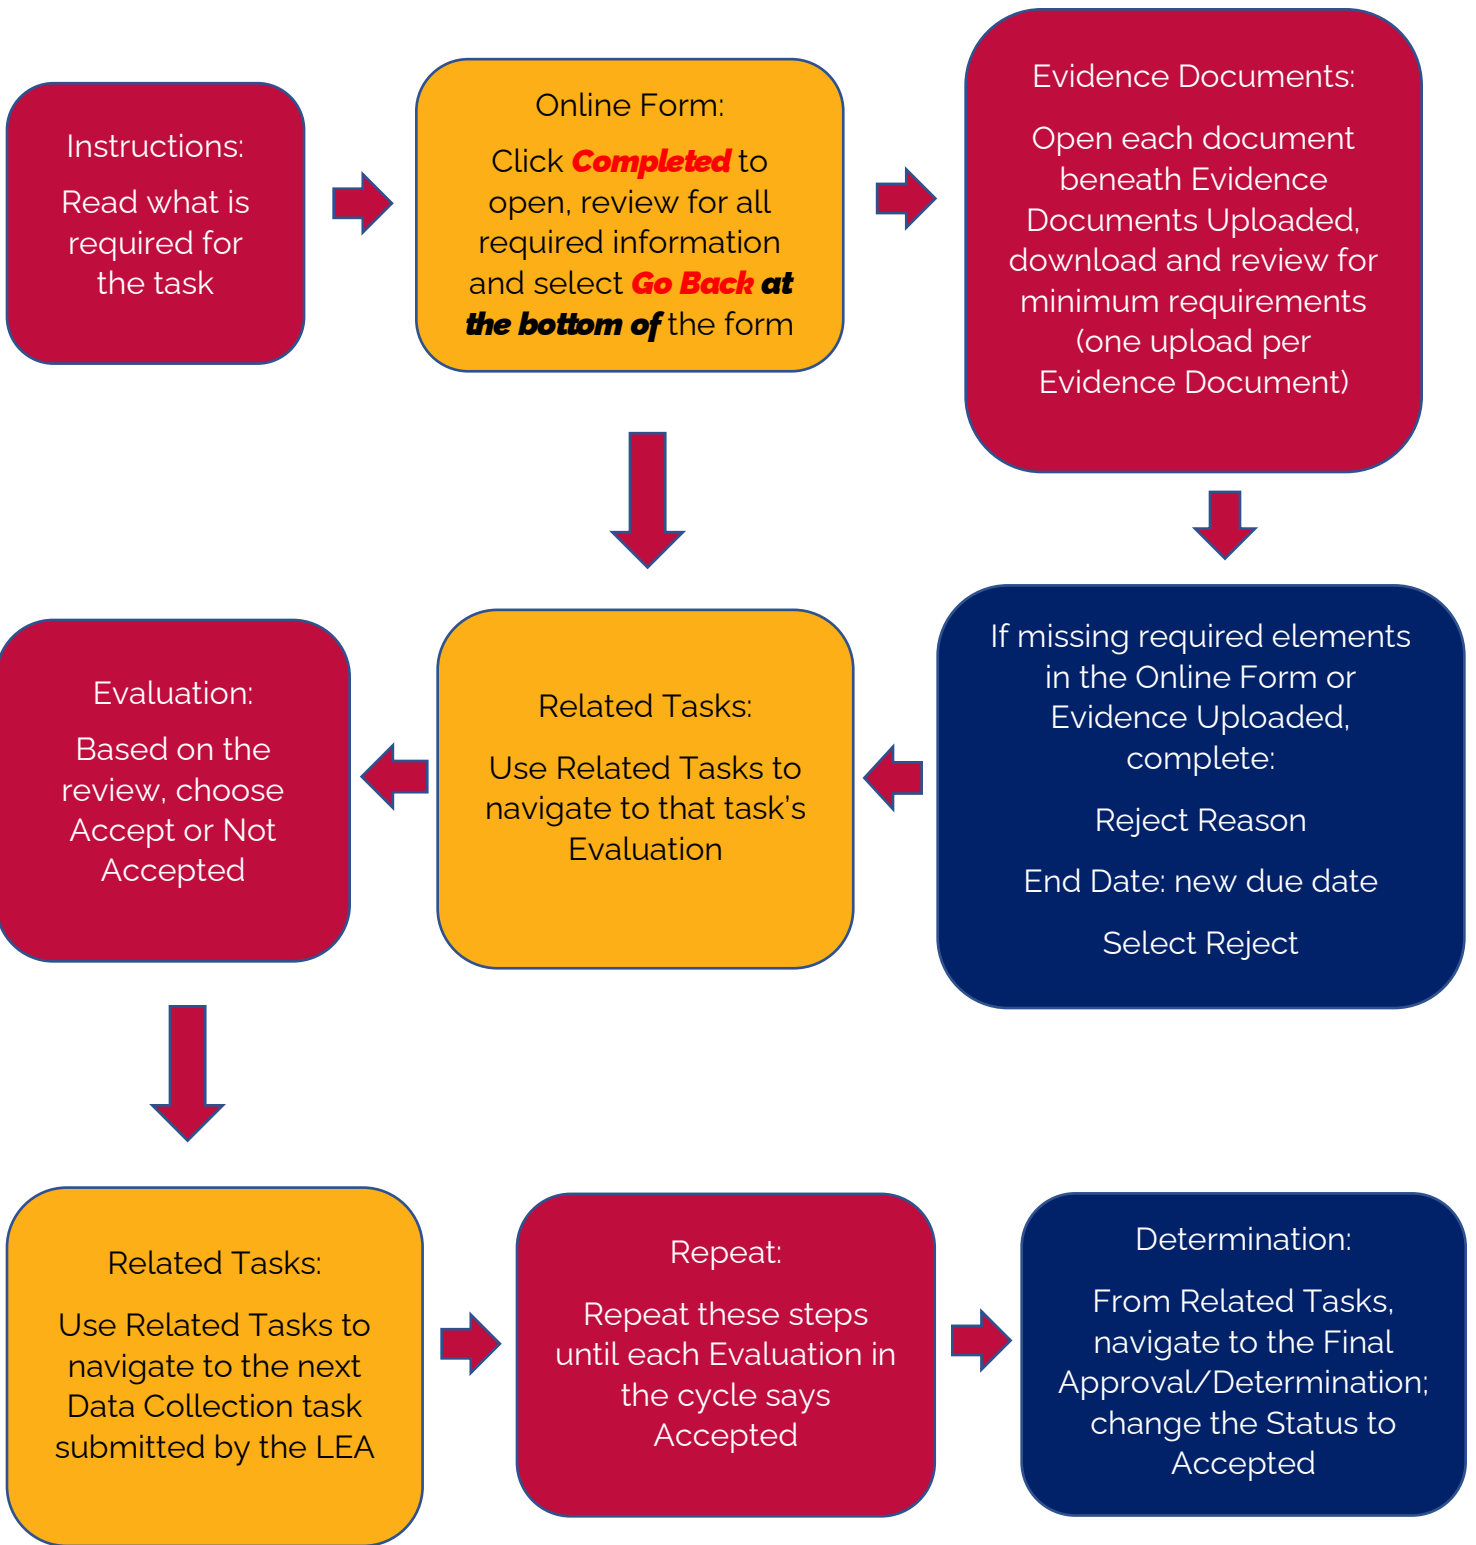 Instructions:
Read what is
required for
the task
Online Form:
Click Completed to
open, review for all
required information
and select Go Back at
the bottom of the form
Evidence Documents:
Open each document
beneath Evidence
Documents Uploaded,
download and review for
minimum requirements
(one upload per
Evidence Document)
If missing required elements
in the Online Form or
Evidence Uploaded,
complete:
Reject Reason
End Date: new due date
Select Reject
Related Tasks:
Use Related Tasks to
navigate to that task’s
Evaluation
Evaluation:
Based on the
review, choose
Accept or Not
Accepted
Related Tasks:
Use Related Tasks to
navigate to the next
Data Collection task
submitted by the LEA
Repeat:
Repeat these steps
until each Evaluation in
the cycle says
Accepted
Determination:
From Related Tasks,
navigate to the Final
Approval/Determination;
change the Status to
Accepted